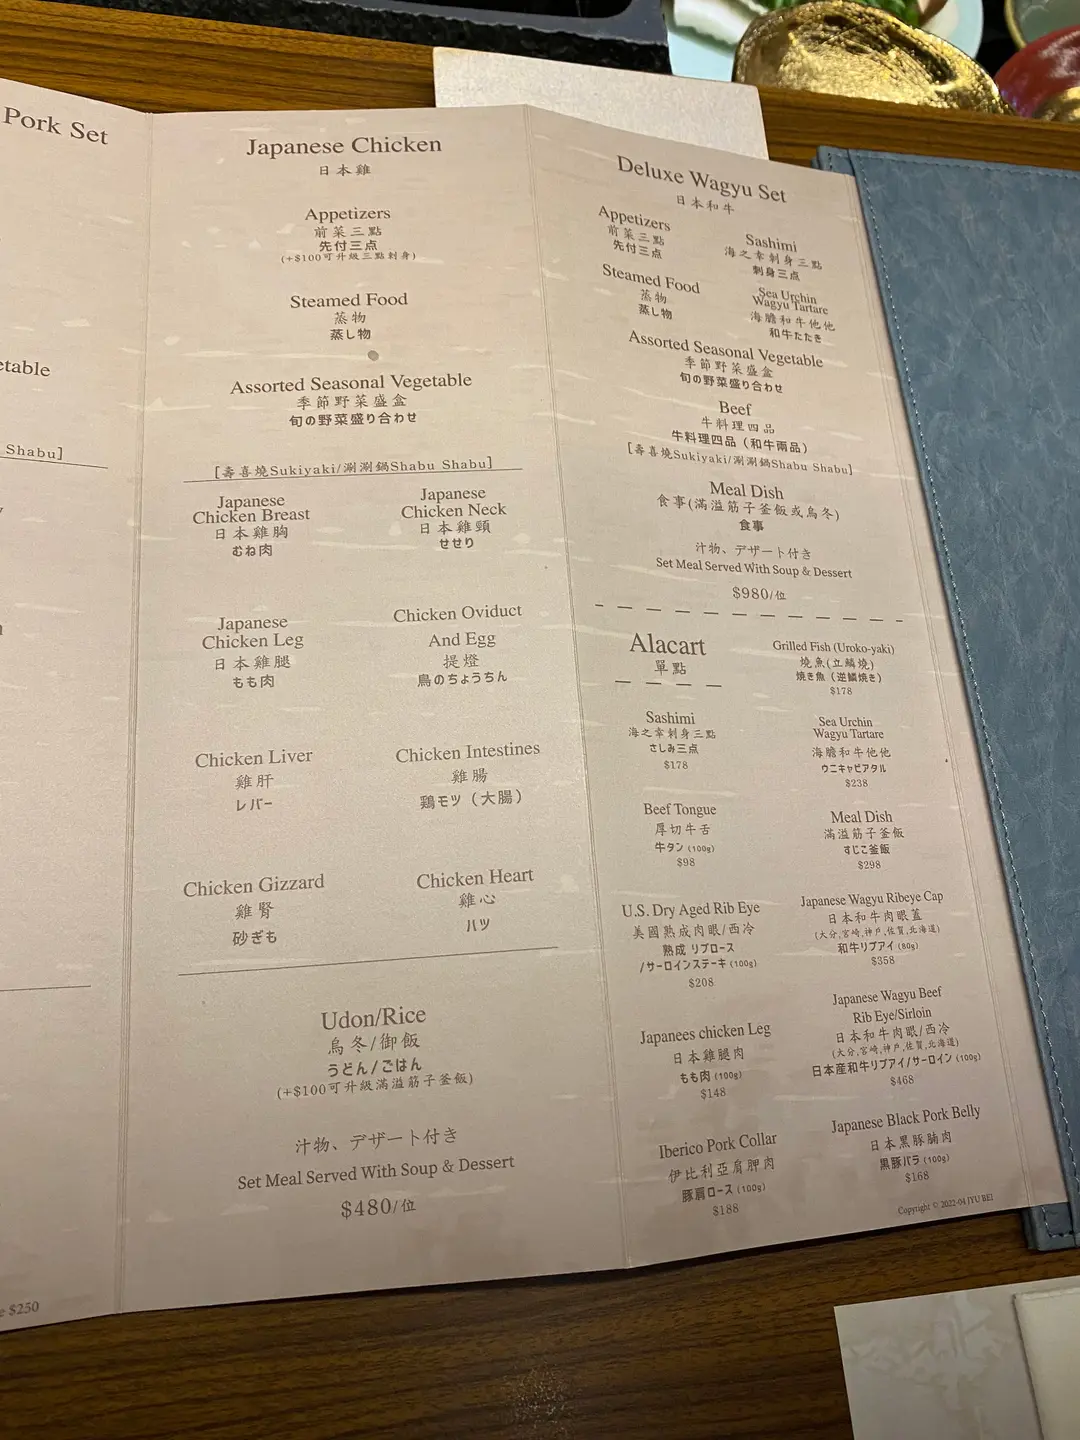 Pork Set
etable
Shabu]
e $250
Japanese Chicken
日本雞
Appetizers
前菜三點
先付三点
(+$100可升級三點刺身)
Steamed Food
蒸物
蒸し物
Assorted Seasonal Vegetable
季節野菜盛盒
旬の野菜盛り合わせ
[壽喜燒Sukiyaki/涮涮鍋Shabu Shabu]
Japanese
Chicken Breast
日本雞胸
むね肉
Japanese
Chicken Neck
日本雞頸
せせり
Japanese
Chicken Leg
日本雞腿
もも肉
Chicken Oviduct
And Egg
提燈
鳥のちょうちん
Chicken Liver
雞肝
レバー
Chicken Intestines
雞腸
鶏モツ（大腸）
Chicken Gizzard
雞腎
砂ぎも
Chicken Heart
雞心
ハツ
Udon/Rice
烏冬/御飯
うどん/ごはん
(+$100可升級滿溢筋子釜飯)
汁物、デザート付き
Set Meal Served With Soup & Dessert
$480/位
Deluxe Wagyu Set
日本和牛
Appetizers
前菜三點
先付三点
Sashimi
海之幸刺身三點
刺身三点
Steamed Food
蒸物
蒸し物
Sea Urchin
Wagyu Tartare
海膽和牛他他
和牛たたき
Assorted Seasonal Vegetable
季節野菜盛盒
旬の野菜盛り合わせ
Beef
牛料理四品
牛料理四品（和牛兩品）
[壽喜燒Sukiyaki/涮涮鍋Shabu Shabu]
Meal Dish
食事(滿溢筋子釜飯或烏冬)
食事
汁物、デザート付き
Set Meal Served With Soup & Dessert
$980/位
Alacart
單點
Grilled Fish (Uroko-yaki)
燒魚(立鱗燒)
焼き魚（逆鱗焼き）
$178
Sashimi
海之幸刺身三點
さしみ三点
$178
Sea Urchin
Wagyu Tartare
海膽和牛他他
ウニキャビアタル
$238
Beef Tongue
厚切牛舌
牛タン (100g)
$98
Meal Dish
滿溢筋子釜飯
すじこ釜飯
$298
U.S. Dry Aged Rib Eye
美國熟成肉眼/西冷
熟成 リブロース
/サーロインステーキ (100g)
$208
Japanese Wagyu Ribeye Cap
日本和牛肉眼蓋
(大分,宮崎,神戶,佐賀,北海道)
和牛リブアイ (80g)
$358
Japanees chicken Leg
日本雞腿肉
もも肉 (100g)
$148
Japanese Wagyu Beef
Rib Eye/Sirloin
日本和牛肉眼/西冷
(大分,宮崎,神戶,佐賀,北海道)
日本産和牛リブアイ/サーロイン (100g)
$468
Iberico Pork Collar
伊比利亞肩胛肉
豚肩ロース (100g)
$188
Japanese Black Pork Belly
日本黑豚腩肉
黒豚バラ (100g)
$168
Copyright © 2022-04 JYU BEI